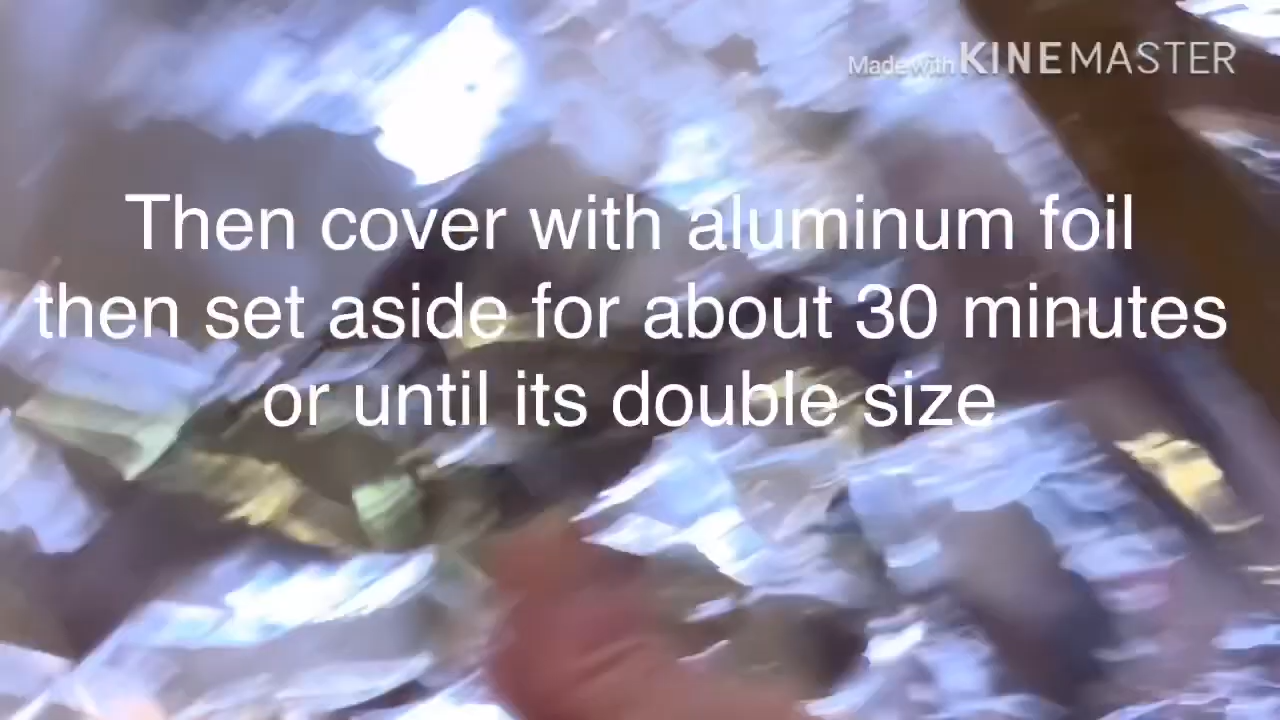 Made with KINEMASTER
Then cover with aluminum foil
then set aside for about 30 minutes
or until its double size